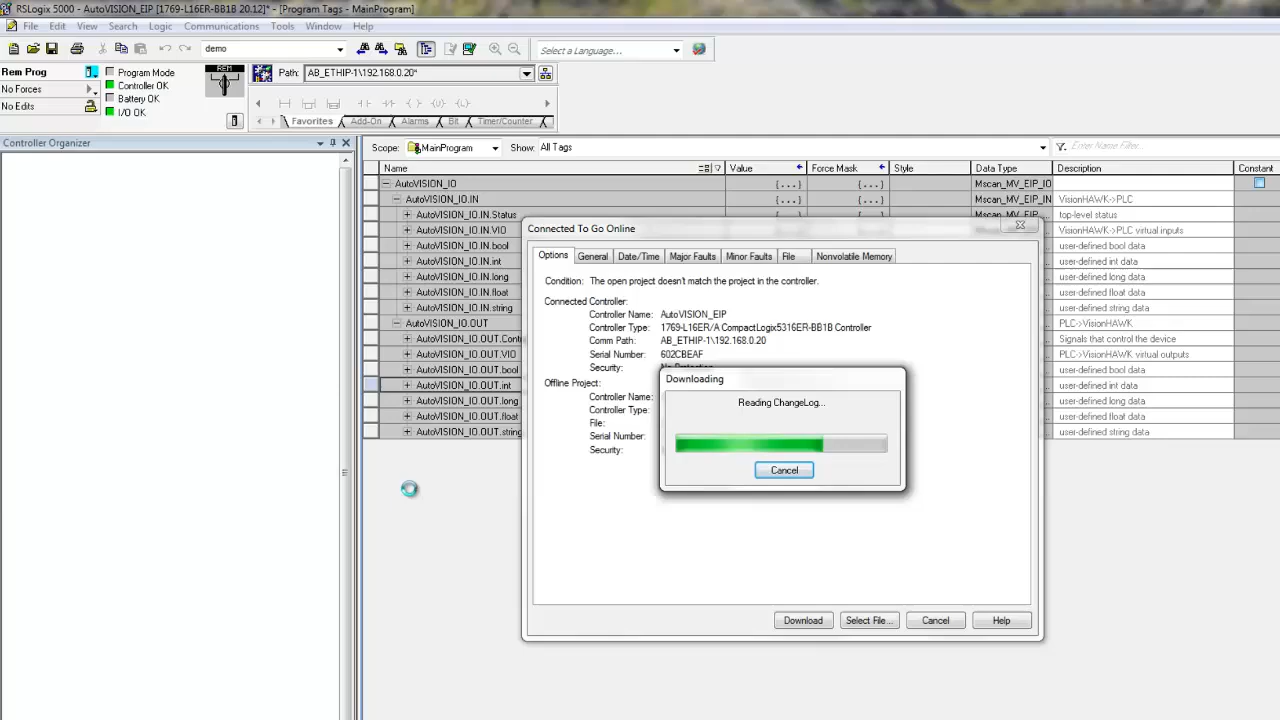 RSLogix 5000 - AutoVISION_EIP [1769-L16ER-BB1B 20.12]* - [Program Tags - MainProgram]
File Edit View Search Logic Communications Tools Window Help
demo
Select a Language...
Rem Prog
No Forces
No Edits
Program Mode
Controller OK
Battery OK
I/O OK
REM
Path: AB_ETHIP-1\192.168.0.20*
Favorites Add-On Alarms Bit Timer/Counter
Controller Organizer
Scope: MainProgram Show: All Tags Enter Name Filter...
Name Value Force Mask Style Data Type Description Constant
AutoVISION_IO {...} {...} Mscan_MV_EIP_IO
AutoVISION_IO.IN {...} {...} Mscan_MV_EIP_IN VisionHAWK->PLC
AutoVISION_IO.IN.Status top-level status
AutoVISION_IO.IN.VIO VisionHAWK->PLC virtual inputs
AutoVISION_IO.IN.bool user-defined bool data
AutoVISION_IO.IN.int user-defined int data
AutoVISION_IO.IN.long user-defined long data
AutoVISION_IO.IN.float user-defined float data
AutoVISION_IO.IN.string user-defined string data
AutoVISION_IO.OUT PLC->VisionHAWK
AutoVISION_IO.OUT.Contr Signals that control the device
AutoVISION_IO.OUT.VIO PLC->VisionHAWK virtual outputs
AutoVISION_IO.OUT.bool user-defined bool data
AutoVISION_IO.OUT.int user-defined int data
AutoVISION_IO.OUT.long user-defined long data
AutoVISION_IO.OUT.float user-defined float data
AutoVISION_IO.OUT.string user-defined string data
Connected To Go Online
Options General Date/Time Major Faults Minor Faults File Nonvolatile Memory
Condition: The open project doesn't match the project in the controller.
Connected Controller:
Controller Name: AutoVISION_EIP
Controller Type: 1769-L16ER/A CompactLogix5316ER-BB1B Controller
Comm Path: AB_ETHIP-1\192.168.0.20
Serial Number: 602CBEAF
Security: No Protection
Offline Project:
Controller Name:
Controller Type:
File:
Serial Number:
Security:
Downloading
Reading ChangeLog...
Cancel
Download Select File... Cancel Help